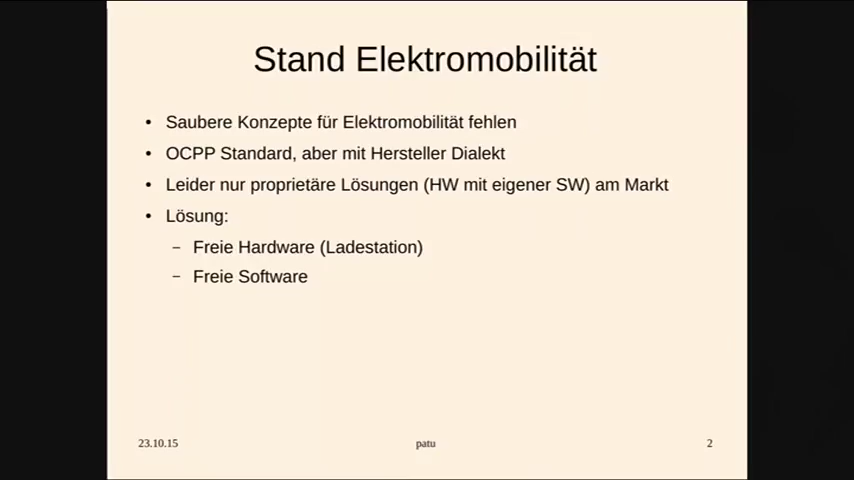 Stand Elektromobilität
• Saubere Konzepte für Elektromobilität fehlen
• OCPP Standard, aber mit Hersteller Dialekt
• Leider nur proprietäre Lösungen (HW mit eigener SW) am Markt
• Lösung:
– Freie Hardware (Ladestation)
– Freie Software
23.10.15 patu 2